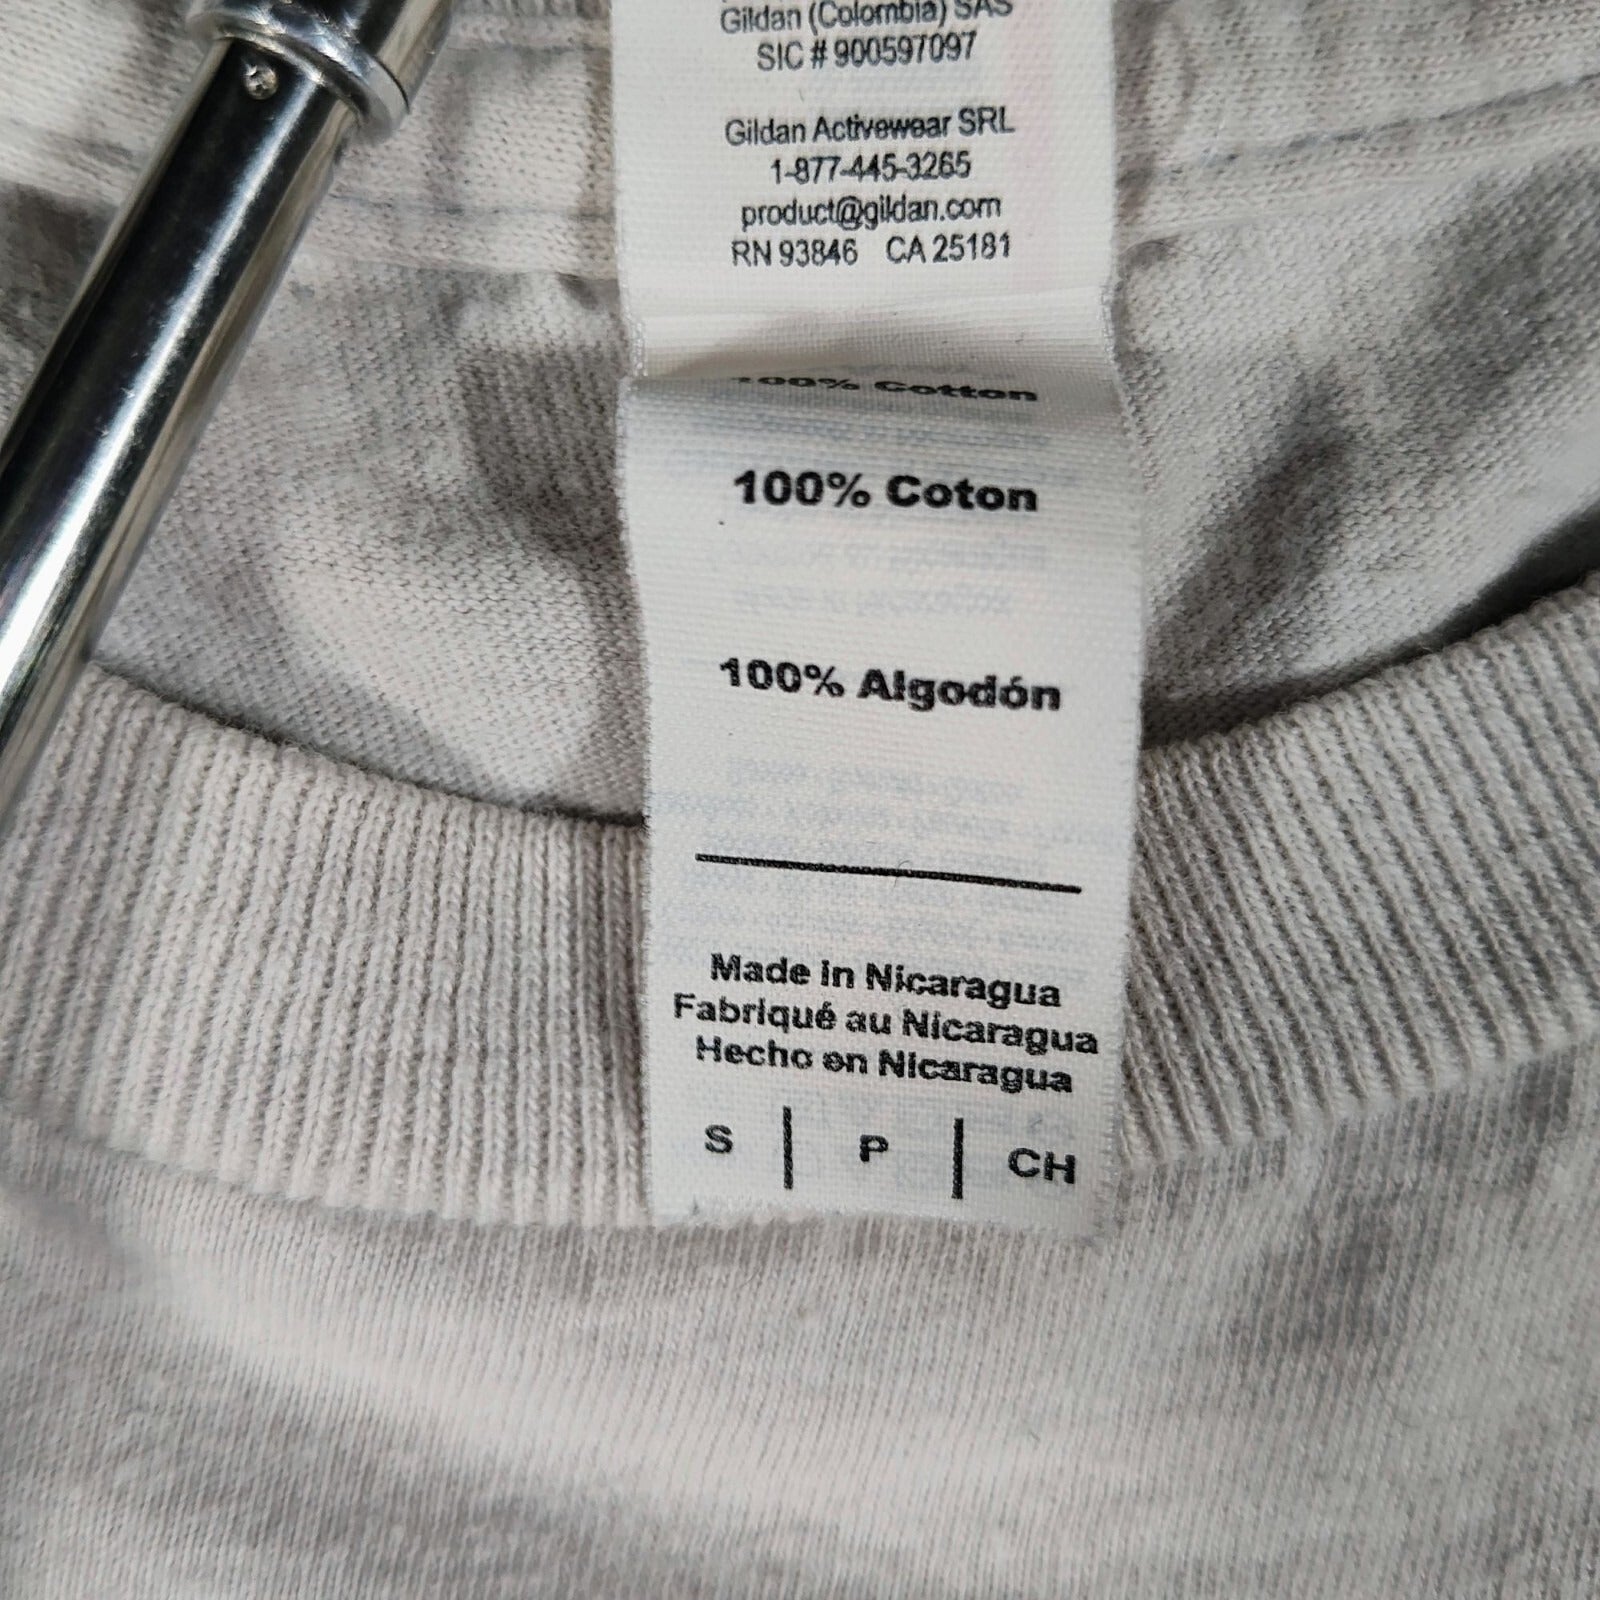 Gildan (Colombia) SAS
SIC # 900597097
Gildan Activewear SRL
1-877-445-3265
product@gildan.com
RN 93846 CA 25181
100% Cotton
100% Coton
100% Algodón
Made in Nicaragua
Fabriqué au Nicaragua
Hecho en Nicaragua
S | P | CH